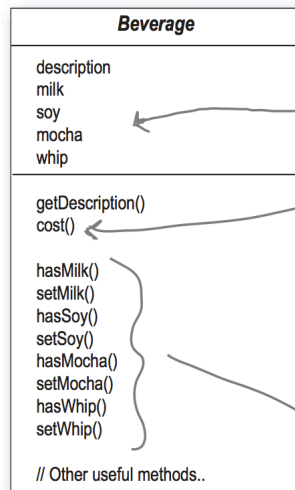 Beverage
description
milk
soy
mocha
whip
getDescription()
cost()
hasMilk()
setMilk()
hasSoy()
setSoy()
hasMocha()
setMocha()
hasWhip()
setWhip()
// Other useful methods..